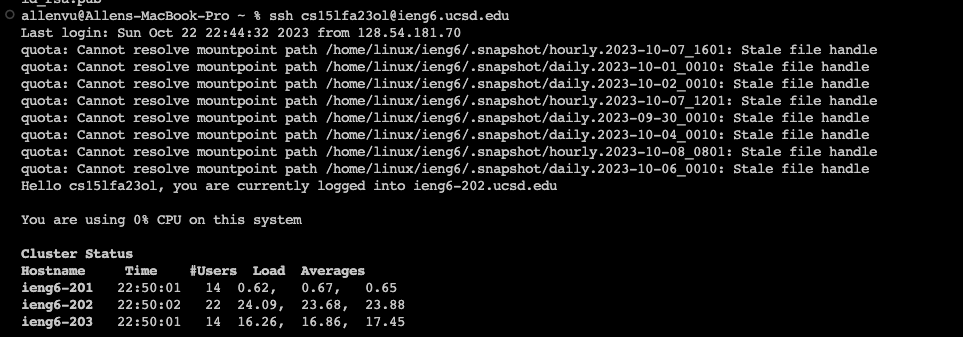 id_rsa.pub
allenvu@Allens-MacBook-Pro ~ % ssh cs15lfa23ol@ieng6.ucsd.edu
Last login: Sun Oct 22 22:44:32 2023 from 128.54.181.70
quota: Cannot resolve mountpoint path /home/linux/ieng6/.snapshot/hourly.2023-10-07_1601: Stale file handle
quota: Cannot resolve mountpoint path /home/linux/ieng6/.snapshot/daily.2023-10-01_0010: Stale file handle
quota: Cannot resolve mountpoint path /home/linux/ieng6/.snapshot/daily.2023-10-02_0010: Stale file handle
quota: Cannot resolve mountpoint path /home/linux/ieng6/.snapshot/hourly.2023-10-07_1201: Stale file handle
quota: Cannot resolve mountpoint path /home/linux/ieng6/.snapshot/daily.2023-09-30_0010: Stale file handle
quota: Cannot resolve mountpoint path /home/linux/ieng6/.snapshot/daily.2023-10-04_0010: Stale file handle
quota: Cannot resolve mountpoint path /home/linux/ieng6/.snapshot/hourly.2023-10-08_0801: Stale file handle
quota: Cannot resolve mountpoint path /home/linux/ieng6/.snapshot/daily.2023-10-06_0010: Stale file handle
Hello cs15lfa23ol, you are currently logged into ieng6-202.ucsd.edu
You are using 0% CPU on this system
Cluster Status
Hostname Time #Users Load Averages
ieng6-201 22:50:01 14 0.62, 0.67, 0.65
ieng6-202 22:50:02 22 24.09, 23.68, 23.88
ieng6-203 22:50:01 14 16.26, 16.86, 17.45